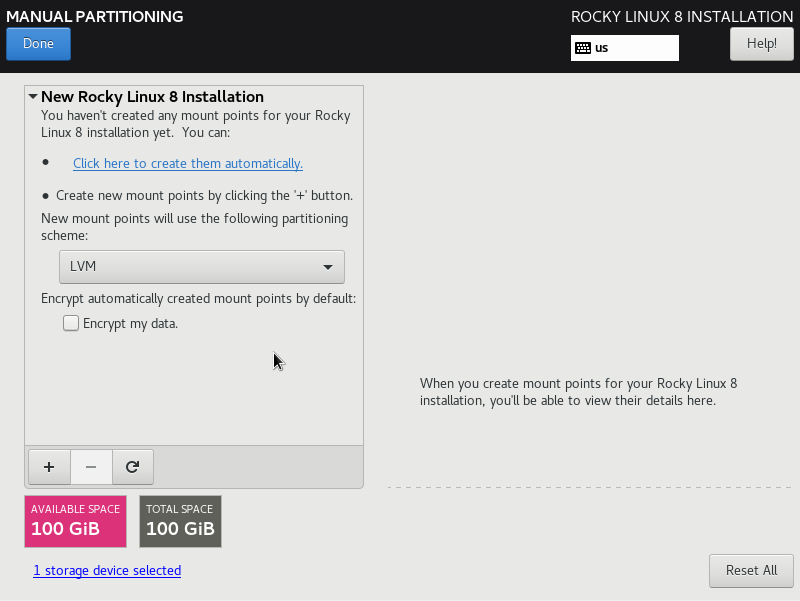 MANUAL PARTITIONING
ROCKY LINUX 8 INSTALLATION
Done
us
Help!
New Rocky Linux 8 Installation
You haven't created any mount points for your Rocky
Linux 8 installation yet.  You can:
• Click here to create them automatically.
• Create new mount points by clicking the '+' button.
New mount points will use the following partitioning
scheme:
LVM
Encrypt automatically created mount points by default:
Encrypt my data.
When you create mount points for your Rocky Linux 8
installation, you'll be able to view their details here.
AVAILABLE SPACE
100 GiB
TOTAL SPACE
100 GiB
1 storage device selected
Reset All